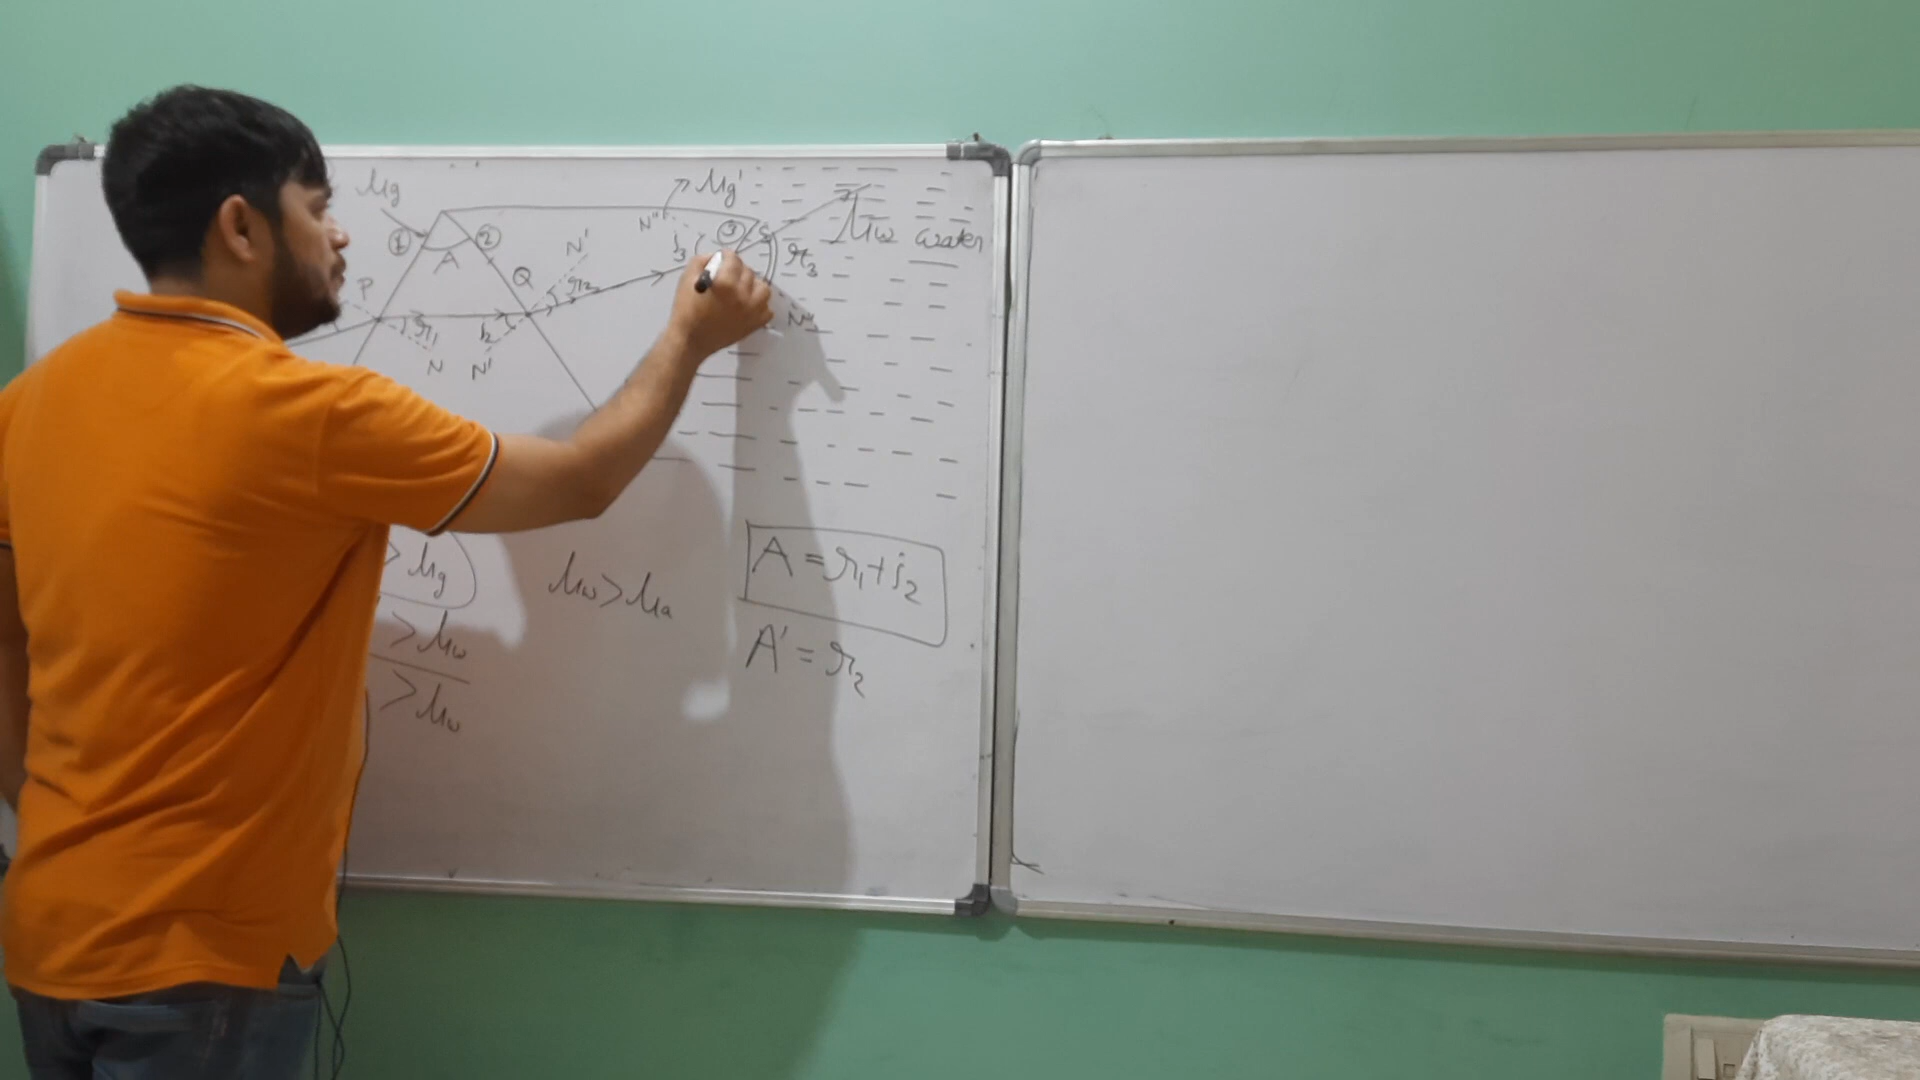 μg
μg'
N''
1
2
3
μw water
A
N'
i3
r3
P
Q
r2
r1
i2
N
N'
N''
> μg
μw > μa
A = r1 + i2
> μw
A' = r2
> μw